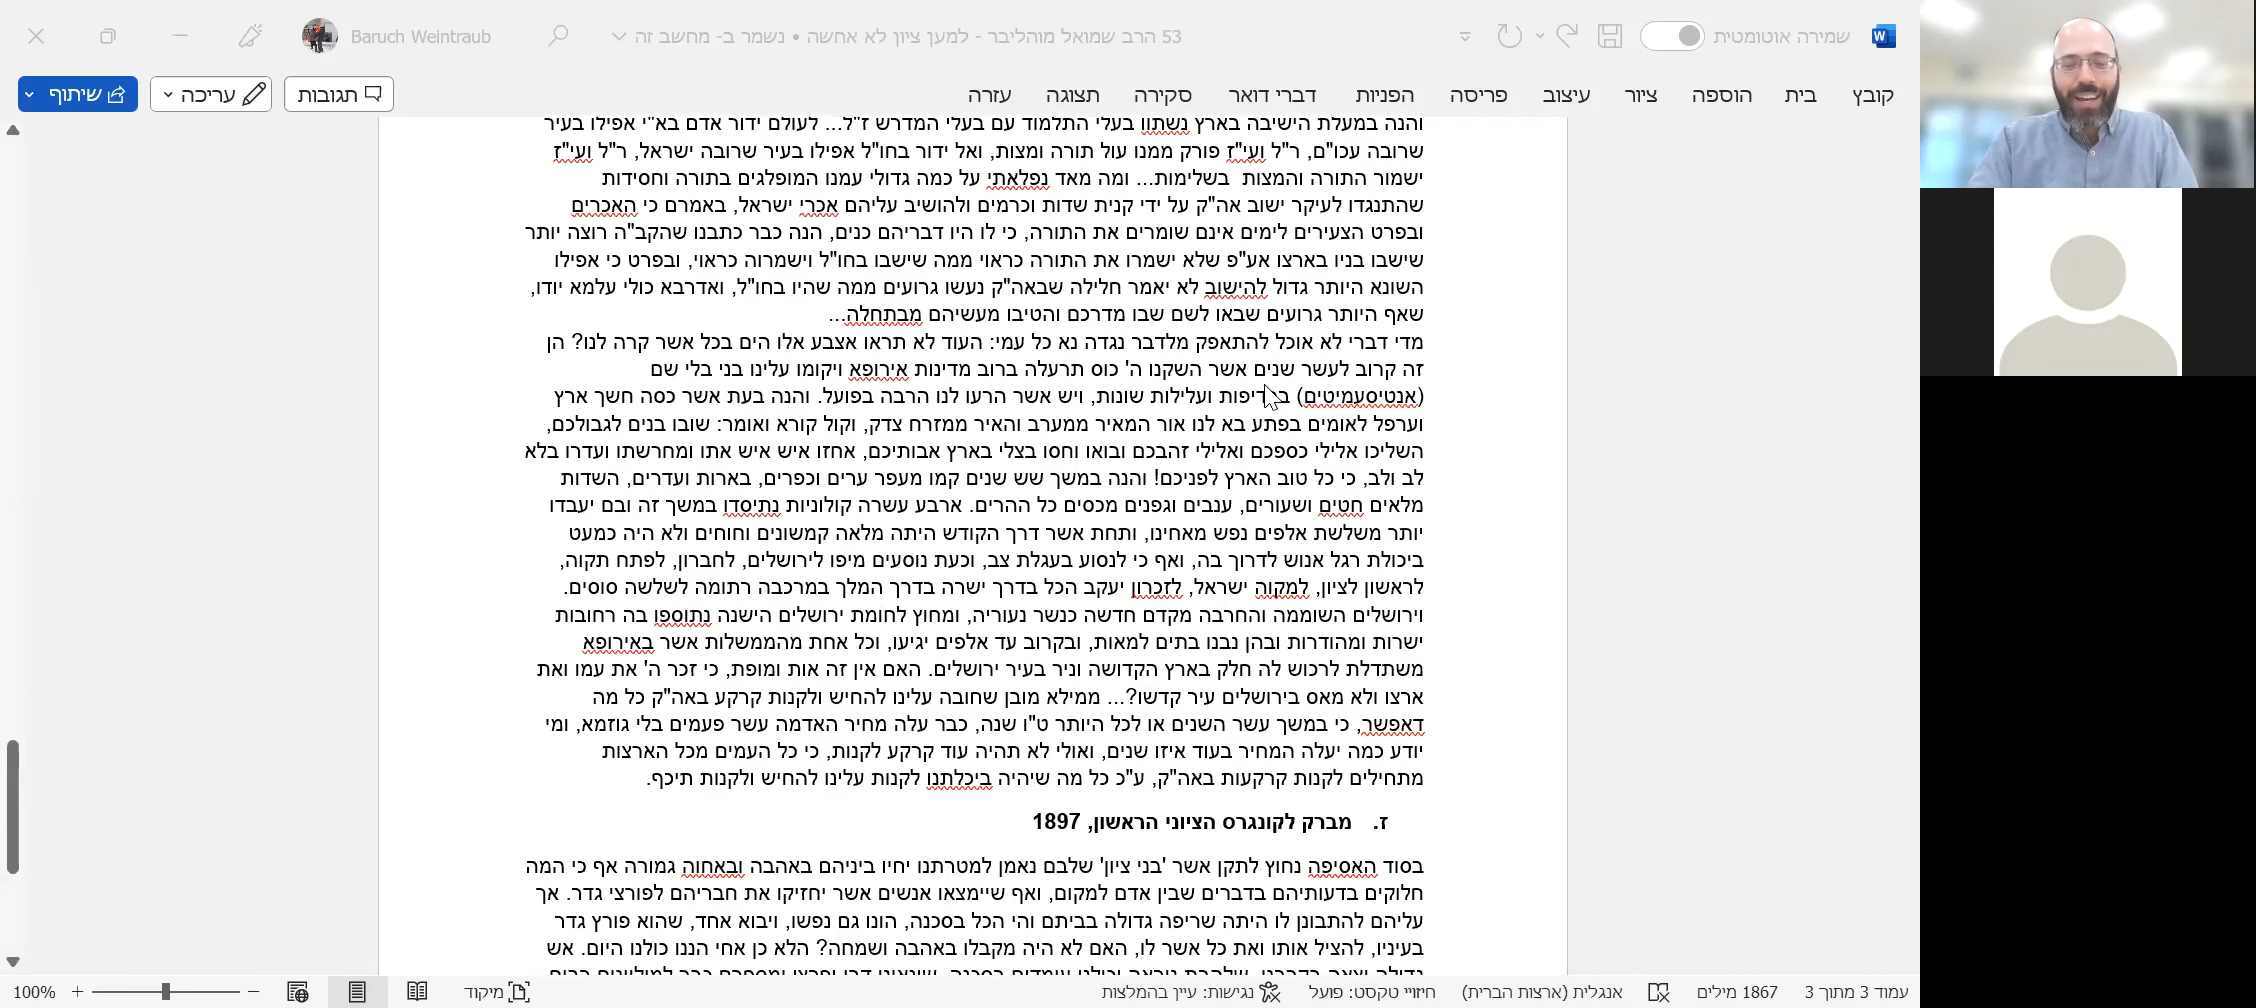 53 הרב שמואל מוהליבר - למען ציון לא אחשה • נשמר ב- מחשב זה
שמירה אוטומטית
Baruch Weintraub
קובץ בית הוספה ציור עיצוב פריסה הפניות דברי דואר סקירה תצוגה עזרה
תגובות
עריכה
שיתוף
והנה במעלת הישיבה בארץ נשתוו בעלי התלמוד עם בעלי המדרש ז"ל... לעולם ידור אדם בא"י אפילו בעיר
שרובה עכו"ם, ר"ל ועי"ז פורק ממנו עול תורה ומצות, ואל ידור בחו"ל אפילו בעיר שרובה ישראל, ר"ל ועי"ז
ישמור התורה והמצות בשלימות... ומה מאד נפלאתי על כמה גדולי עמנו המופלגים בתורה וחסידות
שהתנגדו לעיקר ישוב אה"ק על ידי קנית שדות וכרמים ולהושיב עליהם אכרי ישראל, באמרם כי האכרים
ובפרט הצעירים לימים אינם שומרים את התורה, כי לו היו דבריהם כנים, הנה כבר כתבנו שהקב"ה רוצה יותר
שישבו בניו בארצו אע"פ שלא ישמרו את התורה כראוי ממה שישבו בחו"ל וישמרוה כראוי, ובפרט כי אפילו
השונא היותר גדול להישוב לא יאמר חלילה שבאה"ק נעשו גרועים ממה שהיו בחו"ל, ואדרבא כולי עלמא יודו,
שאף היותר גרועים שבאו לשם שבו מדרכם והטיבו מעשיהם מבתחלה...
מדי דברי לא אוכל להתאפק מלדבר נגדה נא כל עמי: העוד לא תראו אצבע אלו הים בכל אשר קרה לנו? הן
זה קרוב לעשר שנים אשר השקנו ה' כוס תרעלה ברוב מדינות אירופא ויקומו עלינו בני בלי שם
(אנטיסעמיטים) ועלילות שונות, ויש אשר הרעו לנו הרבה בפועל. והנה בעת אשר כסה חשך ארץ
וערפל לאומים בפתע בא לנו אור המאיר ממערב והאיר ממזרח צדק, וקול קורא ואומר: שובו בנים לגבולכם,
השליכו אלילי כספכם ואלילי זהבכם ובואו וחסו בצלי בארץ אבותיכם, אחזו איש איש אתו ומחרשתו ועדרו בלא
לב ולב, כי כל טוב הארץ לפניכם! והנה במשך שש שנים קמו מעפר ערים וכפרים, בארות ועדרים, השדות
מלאים חטים ושעורים, ענבים וגפנים מכסים כל ההרים. ארבע עשרה קולוניות נתיסדו במשך זה ובם יעבדו
יותר משלשת אלפים נפש מאחינו, ותחת אשר דרך הקודש היתה מלאה קמשונים וחוחים ולא היה כמעט
ביכולת רגל אנוש לדרוך בה, ואף כי לנסוע בעגלת צב, וכעת נוסעים מיפו לירושלים, לחברון, לפתח תקוה,
לראשון לציון, למקוה ישראל, לזכרון יעקב הכל בדרך ישרה בדרך המלך במרכבה רתומה לשלשה סוסים.
וירושלים השוממה והחרבה מקדם חדשה כנשר נעוריה, ומחוץ לחומת ירושלים הישנה נתוספו בה רחובות
ישרות ומהודרות ובהן נבנו בתים למאות, ובקרוב עד אלפים יגיעו, וכל אחת מהממשלות אשר באירופא
משתדלת לרכוש לה חלק בארץ הקדושה וניר בעיר ירושלים. האם אין זה אות ומופת, כי זכר ה' את עמו ואת
ארצו ולא מאס בירושלים עיר קדשו?... ממילא מובן שחובה עלינו להחיש ולקנות קרקע באה"ק כל מה
דאפשר, כי במשך עשר השנים או לכל היותר ט"ו שנה, כבר עלה מחיר האדמה עשר פעמים בלי גוזמא, ומי
יודע כמה יעלה המחיר בעוד איזו שנים, ואולי לא תהיה עוד קרקע לקנות, כי כל העמים מכל הארצות
מתחילים לקנות קרקעות באה"ק, ע"כ כל מה שיהיה ביכלתנו לקנות עלינו להחיש ולקנות תיכף.
ז. מברק לקונגרס הציוני הראשון, 1897
בסוד האסיפה נחוץ לתקן אשר 'בני ציון' שלבם נאמן למטרתנו יחיו ביניהם באהבה ובאחוה גמורה אף כי המה
חלוקים בדעותיהם בדברים שבין אדם למקום, ואף שיימצאו אנשים אשר יחזיקו את חבריהם לפורצי גדר. אך
עליהם להתבונן לו היתה שריפה גדולה בביתם והי הכל בסכנה, הונו גם נפשו, ויבוא אחד, שהוא פורץ גדר
בעיניו, להציל אותו ואת כל אשר לו, האם לא היה מקבלו באהבה ושמחה? הלא כן אחי הננו כולנו היום. אש
עמוד 3 מתוך 3 1867 מילים אנגלית (ארצות הברית) חיזויי טקסט: פועל נגישות: עיין בהמלצות מיקוד 100%